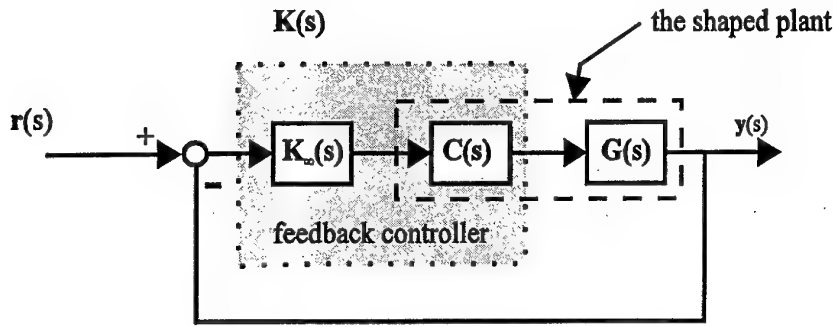 K(s)
the shaped plant
r(s)
+
K∞(s)
C(s)
G(s)
y(s)
−
feedback controller